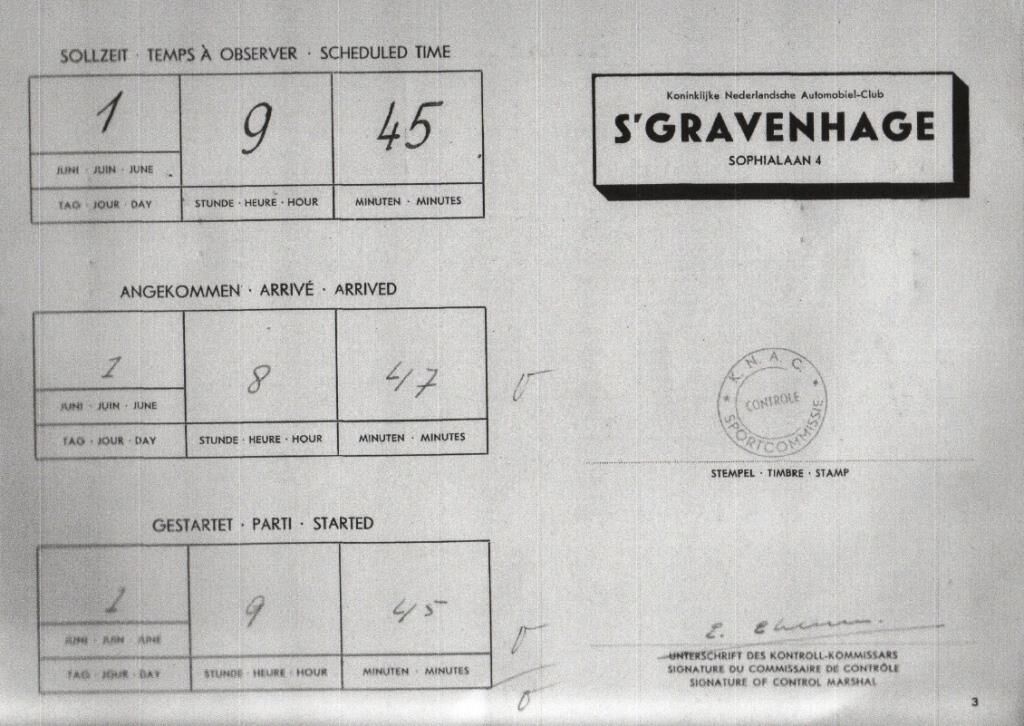 SOLLZEIT · TEMPS À OBSERVER · SCHEDULED TIME
1 9 45
JUNI · JUIN · JUNE
TAG · JOUR · DAY STUNDE · HEURE · HOUR MINUTEN · MINUTES
ANGEKOMMEN · ARRIVÉ · ARRIVED
1 8 47
JUNI · JUIN · JUNE
TAG · JOUR · DAY STUNDE · HEURE · HOUR MINUTEN · MINUTES
GESTARTET · PARTI · STARTED
1 9 45
JUNI · JUIN · JUNE
TAG · JOUR · DAY STUNDE · HEURE · HOUR MINUTEN · MINUTES
0
Koninklijke Nederlandsche Automobiel-Club
S'GRAVENHAGE
SOPHIALAAN 4
K. N. A. C.
CONTROLE
SPORTCOMMISSIE
STEMPEL · TIMBRE · STAMP
E.
UNTERSCHRIFT DES KONTROLL-KOMMISSARS
SIGNATURE DU COMMISSAIRE DE CONTRÔLE
SIGNATURE OF CONTROL MARSHAL
3